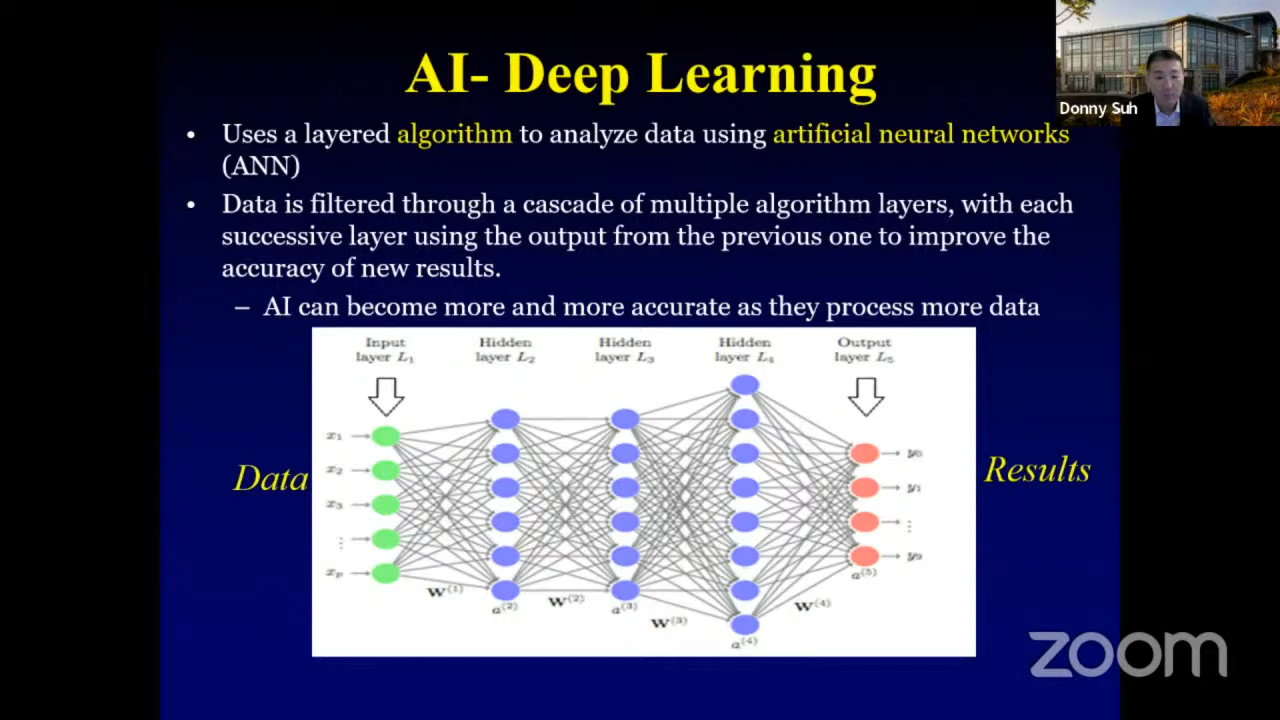 AI- Deep Learning
Donny Suh
• Uses a layered algorithm to analyze data using artificial neural networks
(ANN)
• Data is filtered through a cascade of multiple algorithm layers, with each
successive layer using the output from the previous one to improve the
accuracy of new results.
– AI can become more and more accurate as they process more data
Input
layer L₁
Hidden
layer L₂
Hidden
layer L₃
Hidden
layer L₄
Output
layer L₅
Data
x₁
x₂
x₃
⋮
xₚ
W⁽¹⁾
a⁽²⁾
W⁽²⁾
a⁽³⁾
W⁽³⁾
a⁽⁴⁾
W⁽⁴⁾
a⁽⁵⁾
y₀
y₁
⋮
y₉
Results
zoom